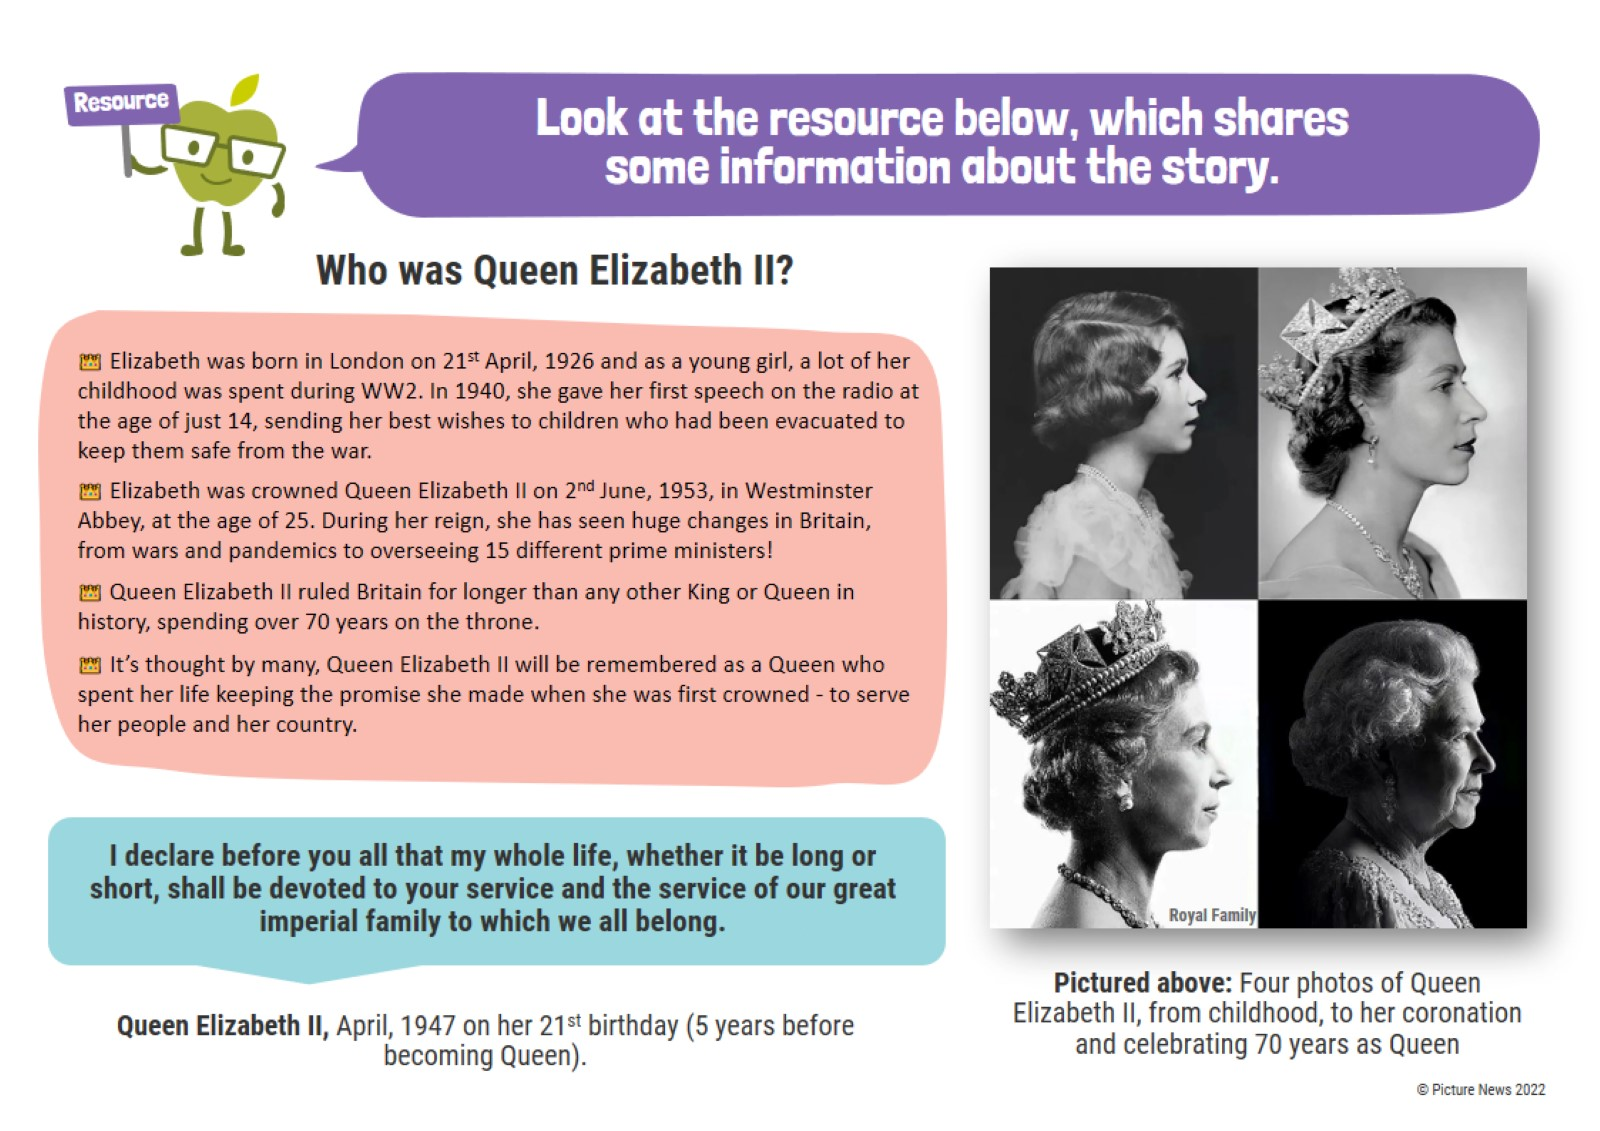 Resource
Look at the resource below, which shares
some information about the story.
Who was Queen Elizabeth II?
Elizabeth was born in London on 21st April, 1926 and as a young girl, a lot of her
childhood was spent during WW2. In 1940, she gave her first speech on the radio at
the age of just 14, sending her best wishes to children who had been evacuated to
keep them safe from the war.
Elizabeth was crowned Queen Elizabeth II on 2nd June, 1953, in Westminster
Abbey, at the age of 25. During her reign, she has seen huge changes in Britain,
from wars and pandemics to overseeing 15 different prime ministers!
Queen Elizabeth II ruled Britain for longer than any other King or Queen in
history, spending over 70 years on the throne.
It’s thought by many, Queen Elizabeth II will be remembered as a Queen who
spent her life keeping the promise she made when she was first crowned - to serve
her people and her country.
I declare before you all that my whole life, whether it be long or
short, shall be devoted to your service and the service of our great
imperial family to which we all belong.
Queen Elizabeth II, April, 1947 on her 21st birthday (5 years before
becoming Queen).
Royal Family
Pictured above: Four photos of Queen
Elizabeth II, from childhood, to her coronation
and celebrating 70 years as Queen
© Picture News 2022